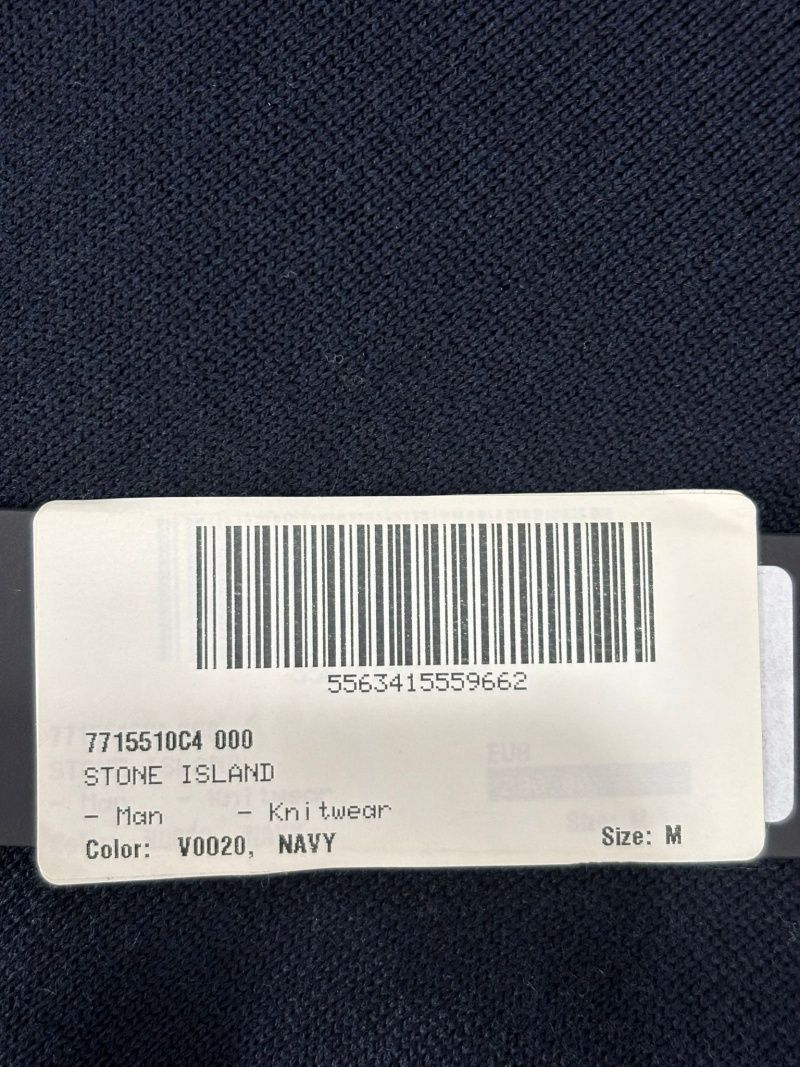 5563415559662
7715510C4 000
STONE ISLAND
- Man - Knitwear
Color: V0020, NAVY
Size: M